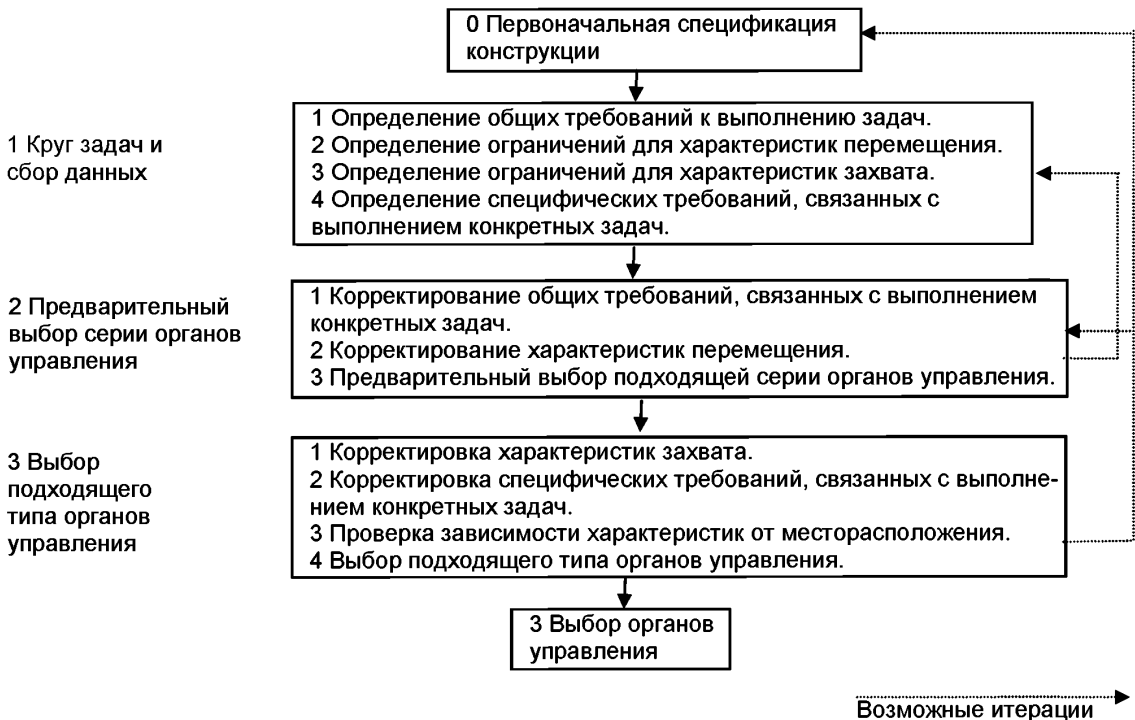 0 Первоначальная спецификация
конструкции
1 Круг задач и
сбор данных
1 Определение общих требований к выполнению задач.
2 Определение ограничений для характеристик перемещения.
3 Определение ограничений для характеристик захвата.
4 Определение специфических требований, связанных с
выполнением конкретных задач.
2 Предварительный
выбор серии органов
управления
1 Корректирование общих требований, связанных с выполнением
конкретных задач.
2 Корректирование характеристик перемещения.
3 Предварительный выбор подходящей серии органов управления.
3 Выбор
подходящего
типа органов
управления
1 Корректировка характеристик захвата.
2 Корректировка специфических требований, связанных с выполне-
нием конкретных задач.
3 Проверка зависимости характеристик от месторасположения.
4 Выбор подходящего типа органов управления.
3 Выбор органов
управления
Возможные итерации